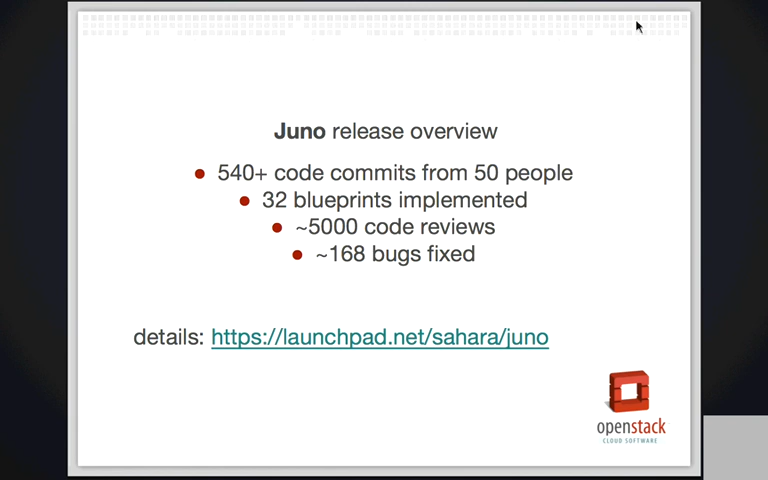 Juno release overview
• 540+ code commits from 50 people
• 32 blueprints implemented
• ~5000 code reviews
• ~168 bugs fixed
details: https://launchpad.net/sahara/juno
openstack
CLOUD SOFTWARE